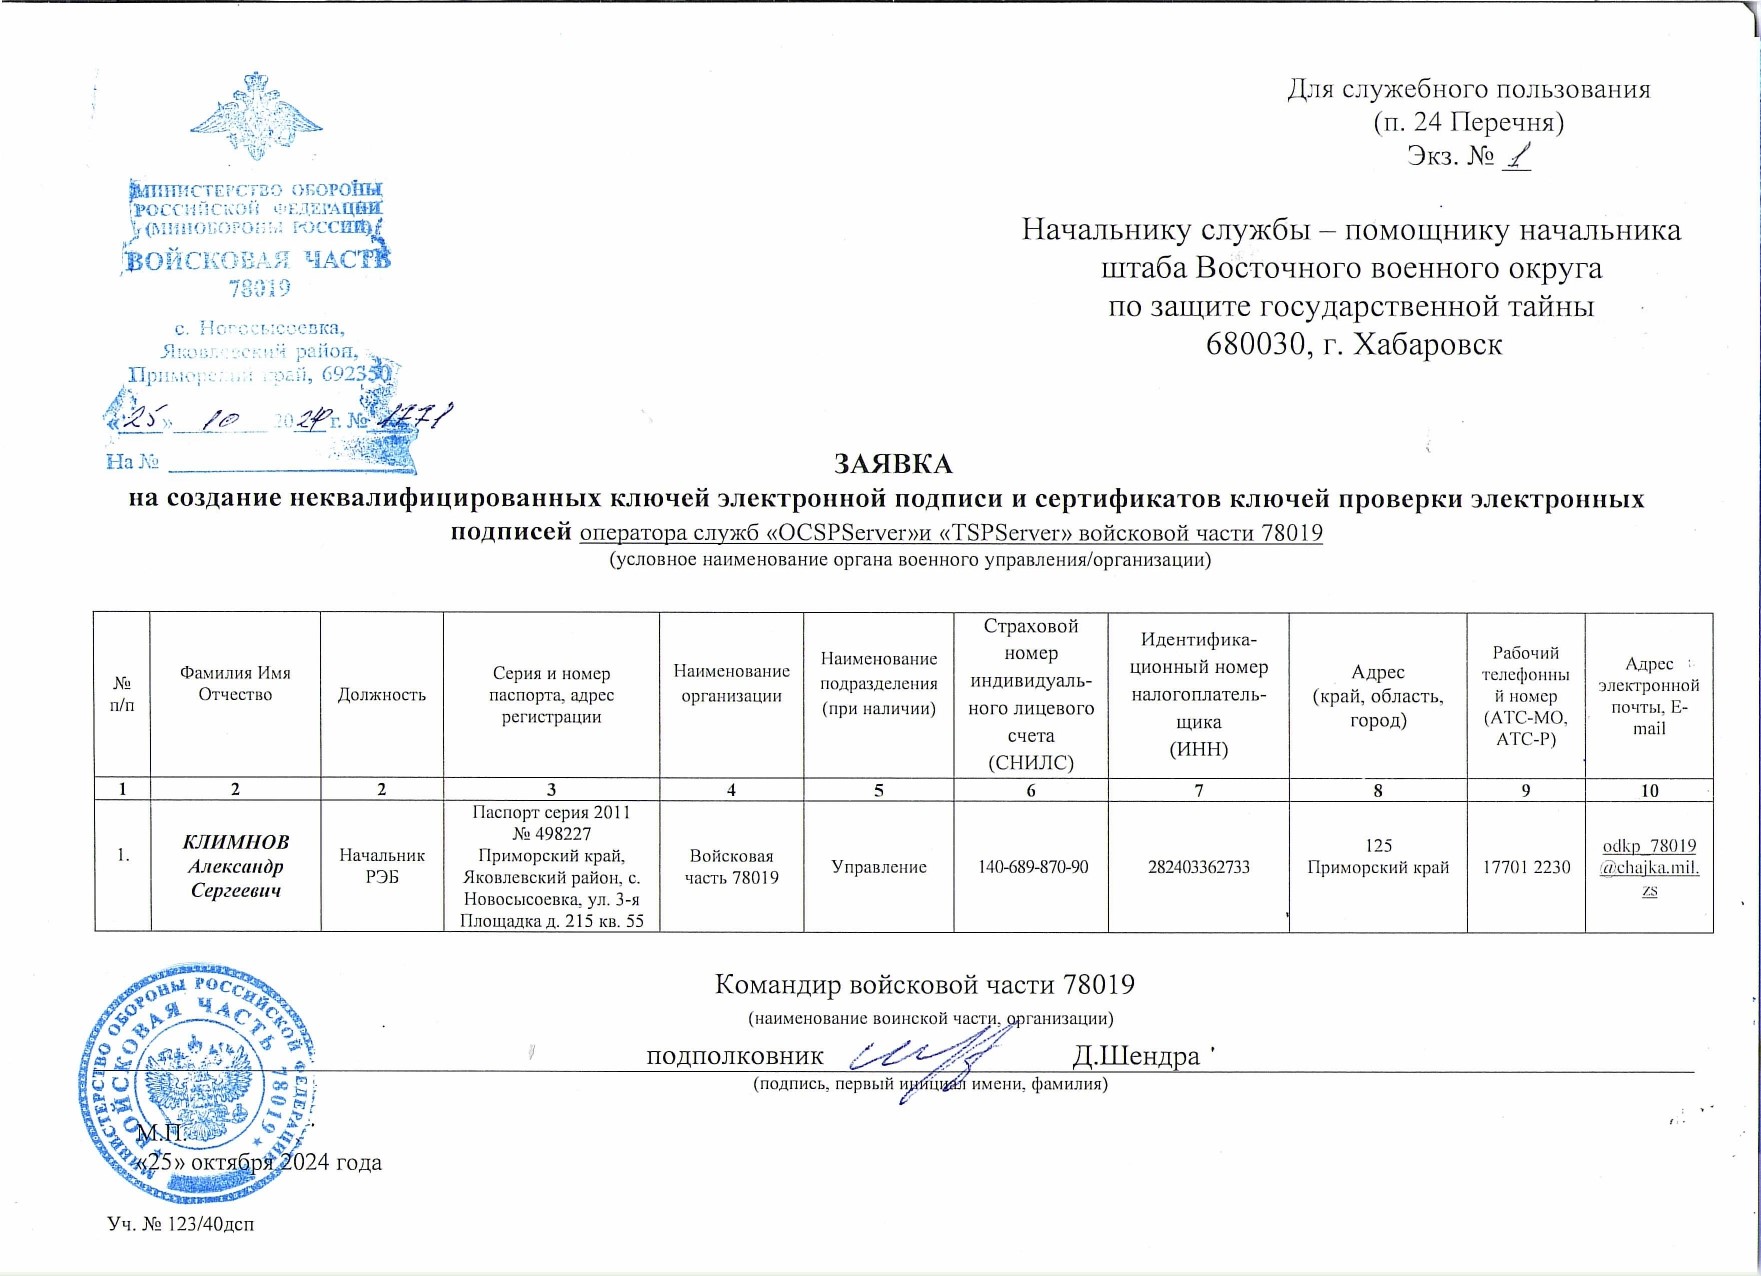 Для служебного пользования
(п. 24 Перечня)
Экз. № 1
МИНИСТЕРСТВО ОБОРОНЫ
РОССИЙСКОЙ ФЕДЕРАЦИИ
(МИНОБОРОНЫ РОССИИ)
ВОЙСКОВАЯ ЧАСТЬ
78019
с. Новосысоевка,
Яковлевский район,
Приморский край, 692350
«25» 10 2024 г. № 1771
На №
Начальнику службы – помощнику начальника
штаба Восточного военного округа
по защите государственной тайны
680030, г. Хабаровск
ЗАЯВКА
на создание неквалифицированных ключей электронной подписи и сертификатов ключей проверки электронных
подписей оператора служб «OCSPServer»и «TSPServer» войсковой части 78019
(условное наименование органа военного управления/организации)
№
п/п
Фамилия Имя
Отчество
Должность
Серия и номер
паспорта, адрес
регистрации
Наименование
организации
Наименование
подразделения
(при наличии)
Страховой
номер
индивидуаль-
ного лицевого
счета
(СНИЛС)
Идентифика-
ционный номер
налогоплатель-
щика
(ИНН)
Адрес
(край, область,
город)
Рабочий
телефонны
й номер
(АТС-МО,
АТС-Р)
Адрес
электронной
почты, E-
mail
1 2 2 3 4 5 6 7 8 9 10
1.
КЛИМНОВ
Александр
Сергеевич
Начальник
РЭБ
Паспорт серия 2011
№ 498227
Приморский край,
Яковлевский район, с.
Новосысоевка, ул. 3-я
Площадка д. 215 кв. 55
Войсковая
часть 78019
Управление
140-689-870-90
282403362733
125
Приморский край
17701 2230
odkp_78019
@chajka.mil.
zs
Командир войсковой части 78019
(наименование воинской части, организации)
подполковник Д.Шендра
(подпись, первый инициал имени, фамилия)
МИНИСТЕРСТВО ОБОРОНЫ РОССИЙСКОЙ ФЕДЕРАЦИИ
ВОЙСКОВАЯ ЧАСТЬ 78019
М.П.
«25» октября 2024 года
Уч. № 123/40дсп